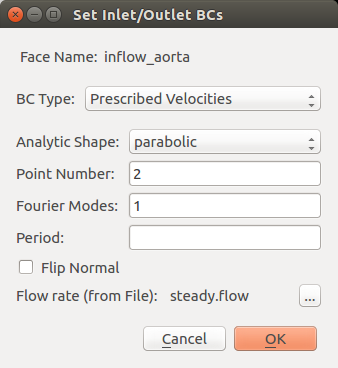 Set Inlet/Outlet BCs
Face Name: inflow_aorta
BC Type: Prescribed Velocities
Analytic Shape: parabolic
Point Number: 2
Fourier Modes: 1
Period:
Flip Normal
Flow rate (from File): steady.flow ...
Cancel OK